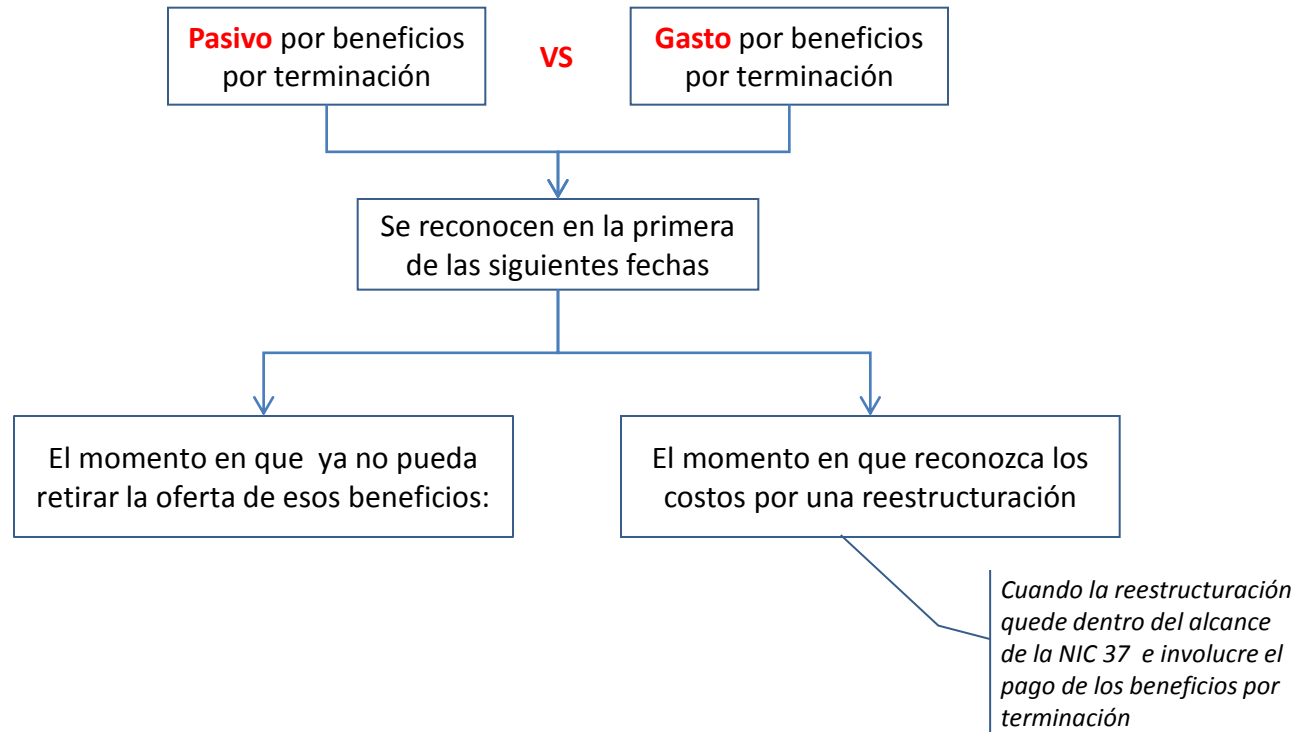 Pasivo por beneficios
por terminación
VS
Gasto por beneficios
por terminación
Se reconocen en la primera
de las siguientes fechas
El momento en que ya no pueda
retirar la oferta de esos beneficios:
El momento en que reconozca los
costos por una reestructuración
Cuando la reestructuración
quede dentro del alcance
de la NIC 37 e involucre el
pago de los beneficios por
terminación